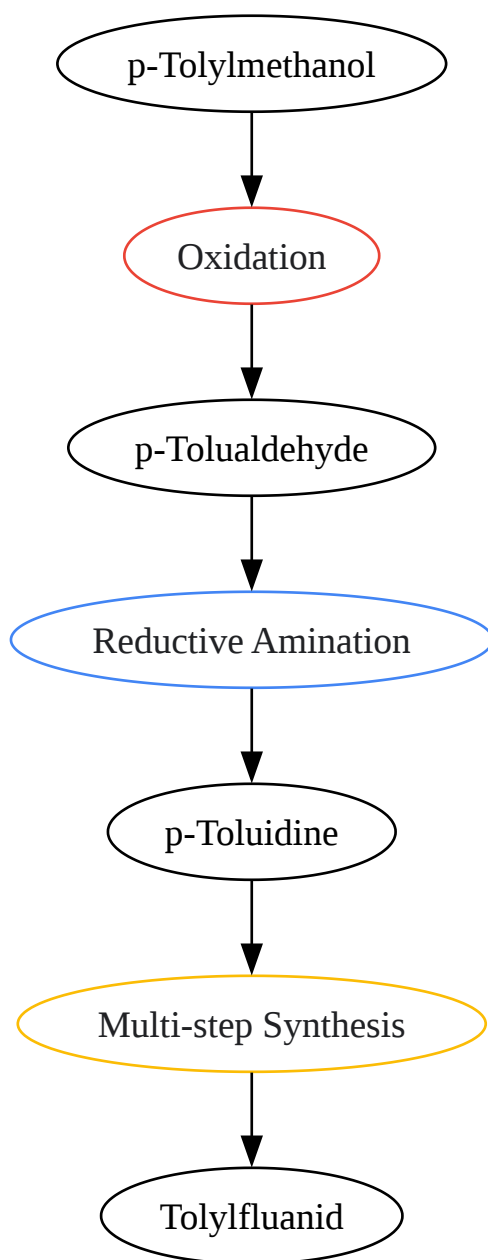 p-Tolylmethanol
Oxidation
p-Tolualdehyde
Reductive Amination
p-Toluidine
Multi-step Synthesis
Tolylfluanid